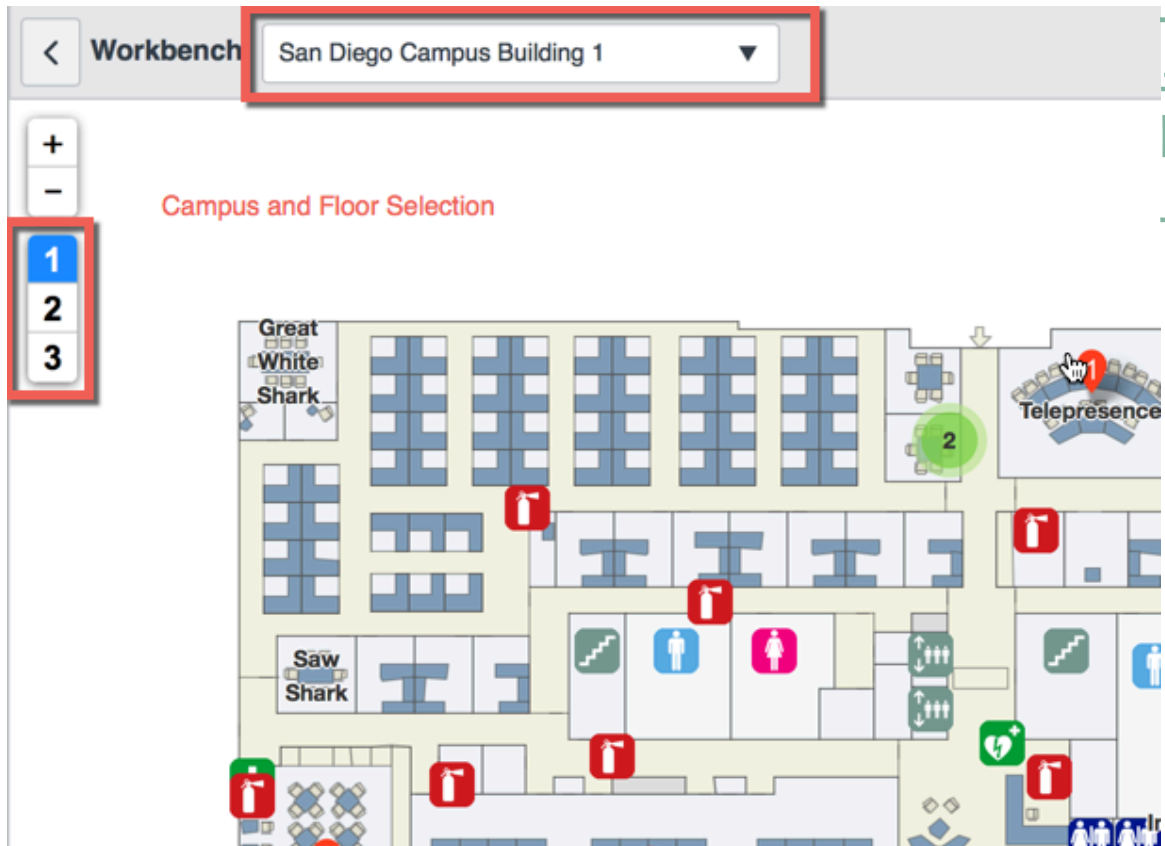 Workbench
San Diego Campus Building 1
+
−
Campus and Floor Selection
1
2
3
Great
White
Shark
1
Telepresence
2
Saw
Shark